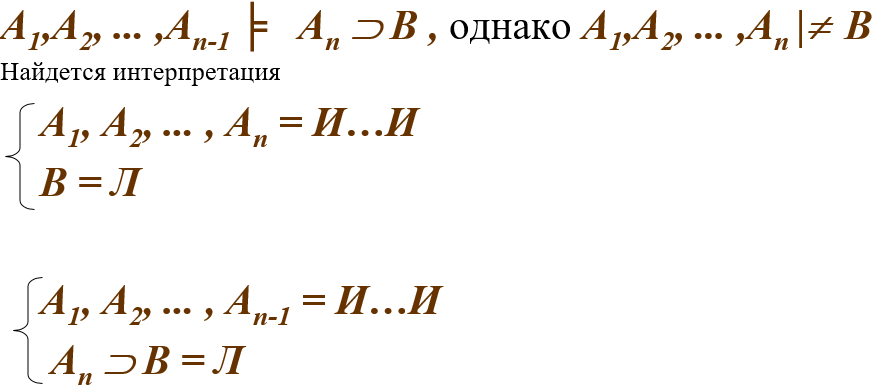 A₁,A₂, ... ,Aₙ₋₁ ╞ Aₙ ⊃ B , однако A₁,A₂, ... ,Aₙ |≠ B
Найдется интерпретация
A₁, A₂, ... , Aₙ = И…И
B = Л
A₁, A₂, ... , Aₙ₋₁ = И…И
Aₙ ⊃ B = Л